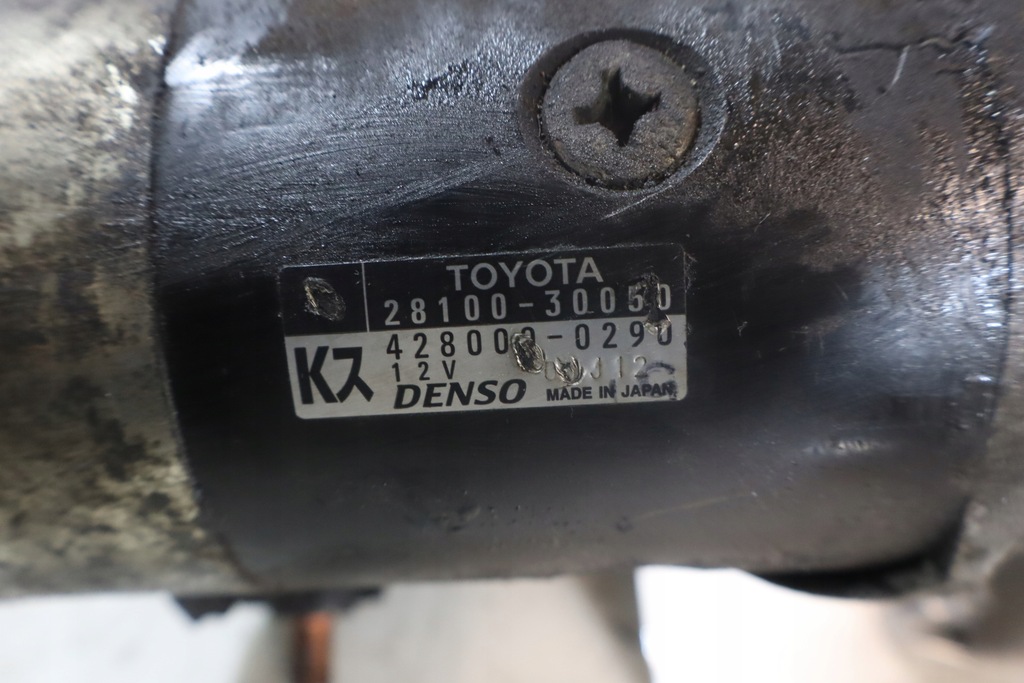 TOYOTA
28100-30050
428000-0290
Kス
12V
DENSO MADE IN JAPAN